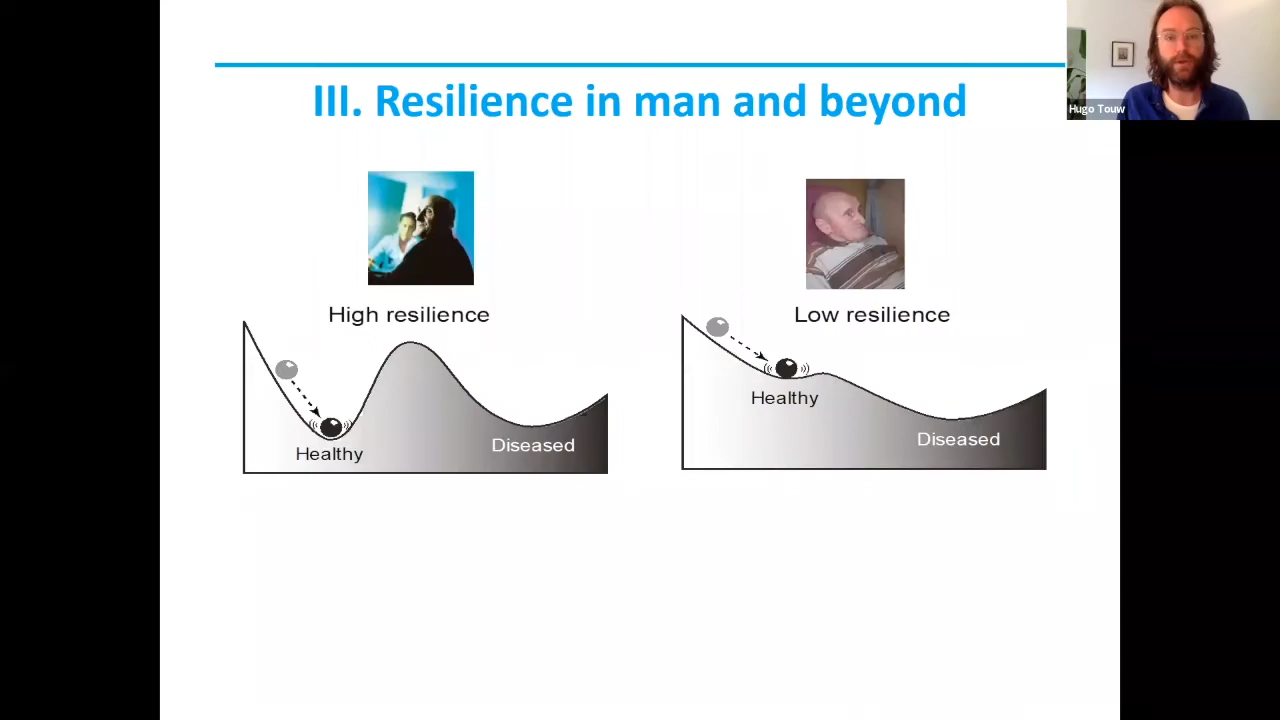 III. Resilience in man and beyond
Hugo Touw
High resilience
Low resilience
Healthy
Diseased
Healthy
Diseased